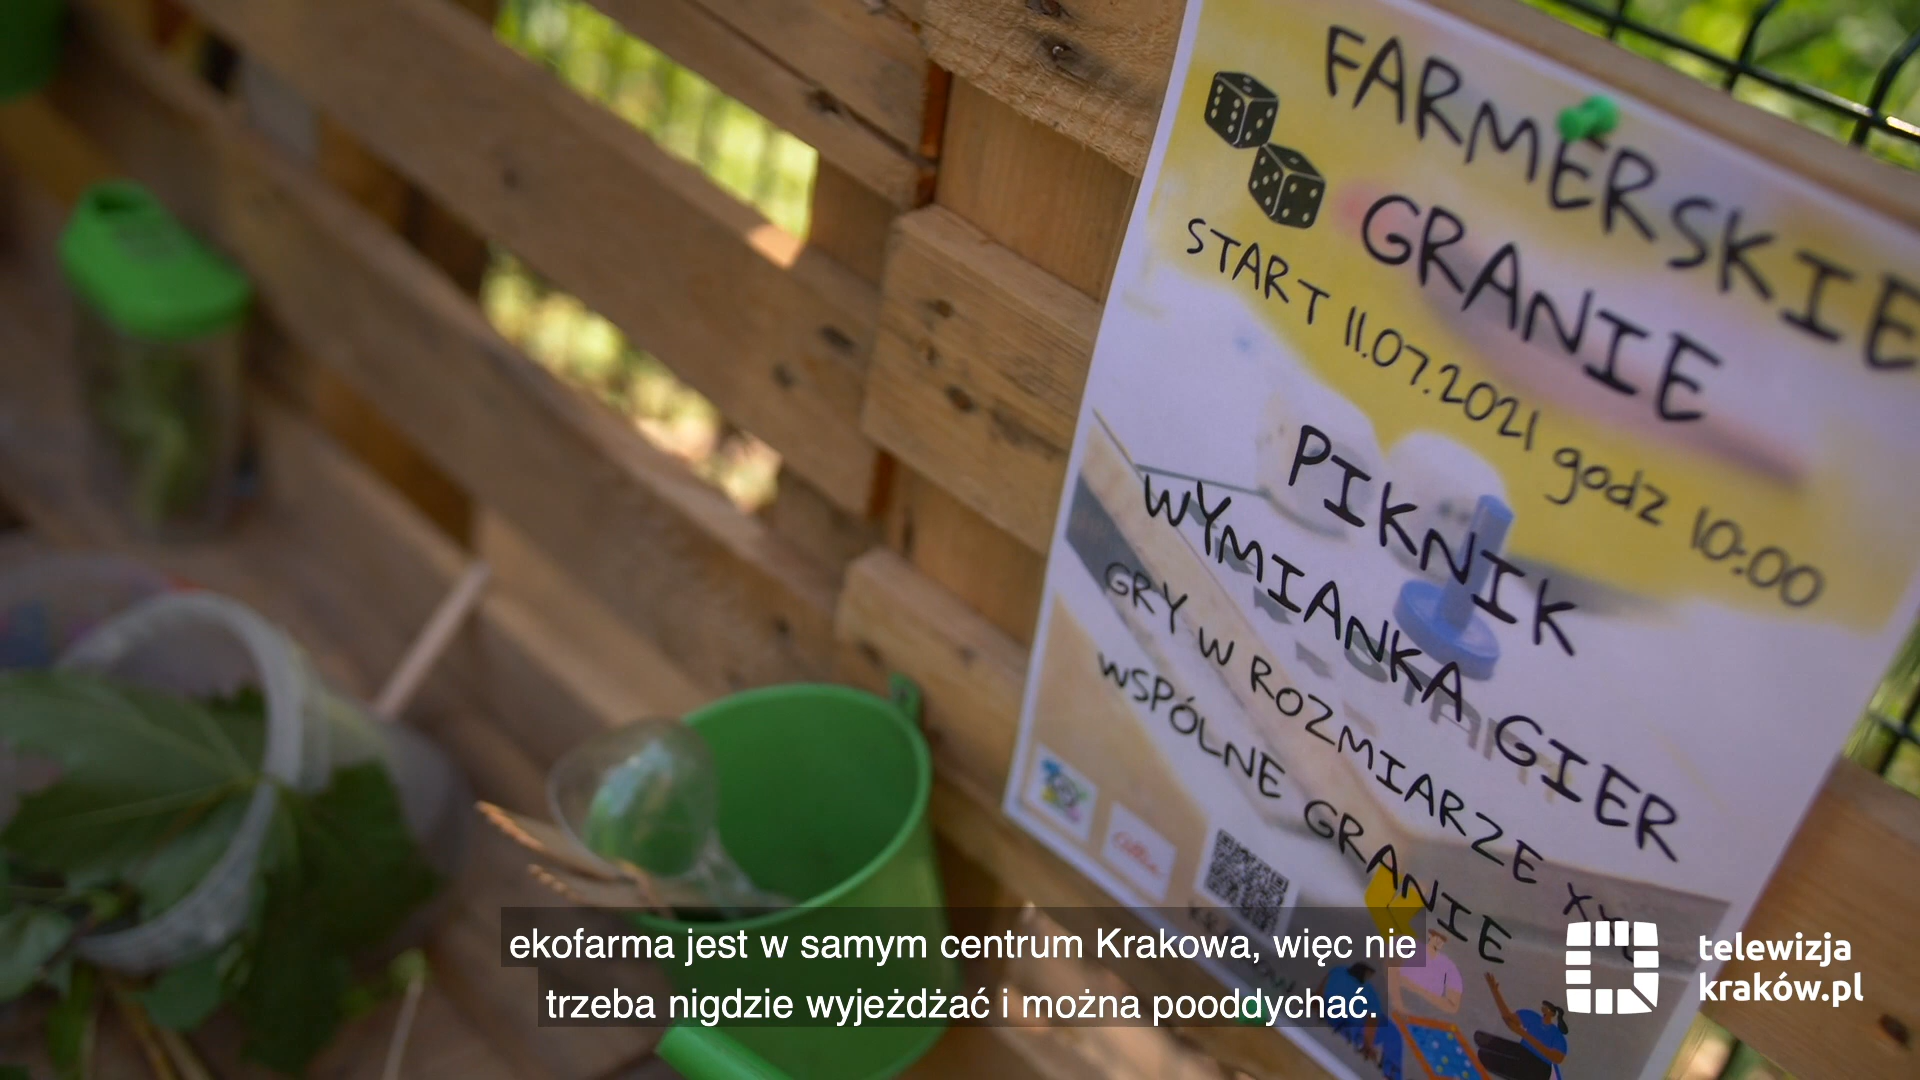 FARMERSKIE
GRANIE
START 11.07.2021 godz 10:00
PIKNIK
WYMIANKA GIER
GRY W ROZMIARZE XXL
WSPÓLNE GRANIE
ekofarma jest w samym centrum Krakowa, więc nie
trzeba nigdzie wyjeżdżać i można pooddychać.
telewizja
kraków.pl